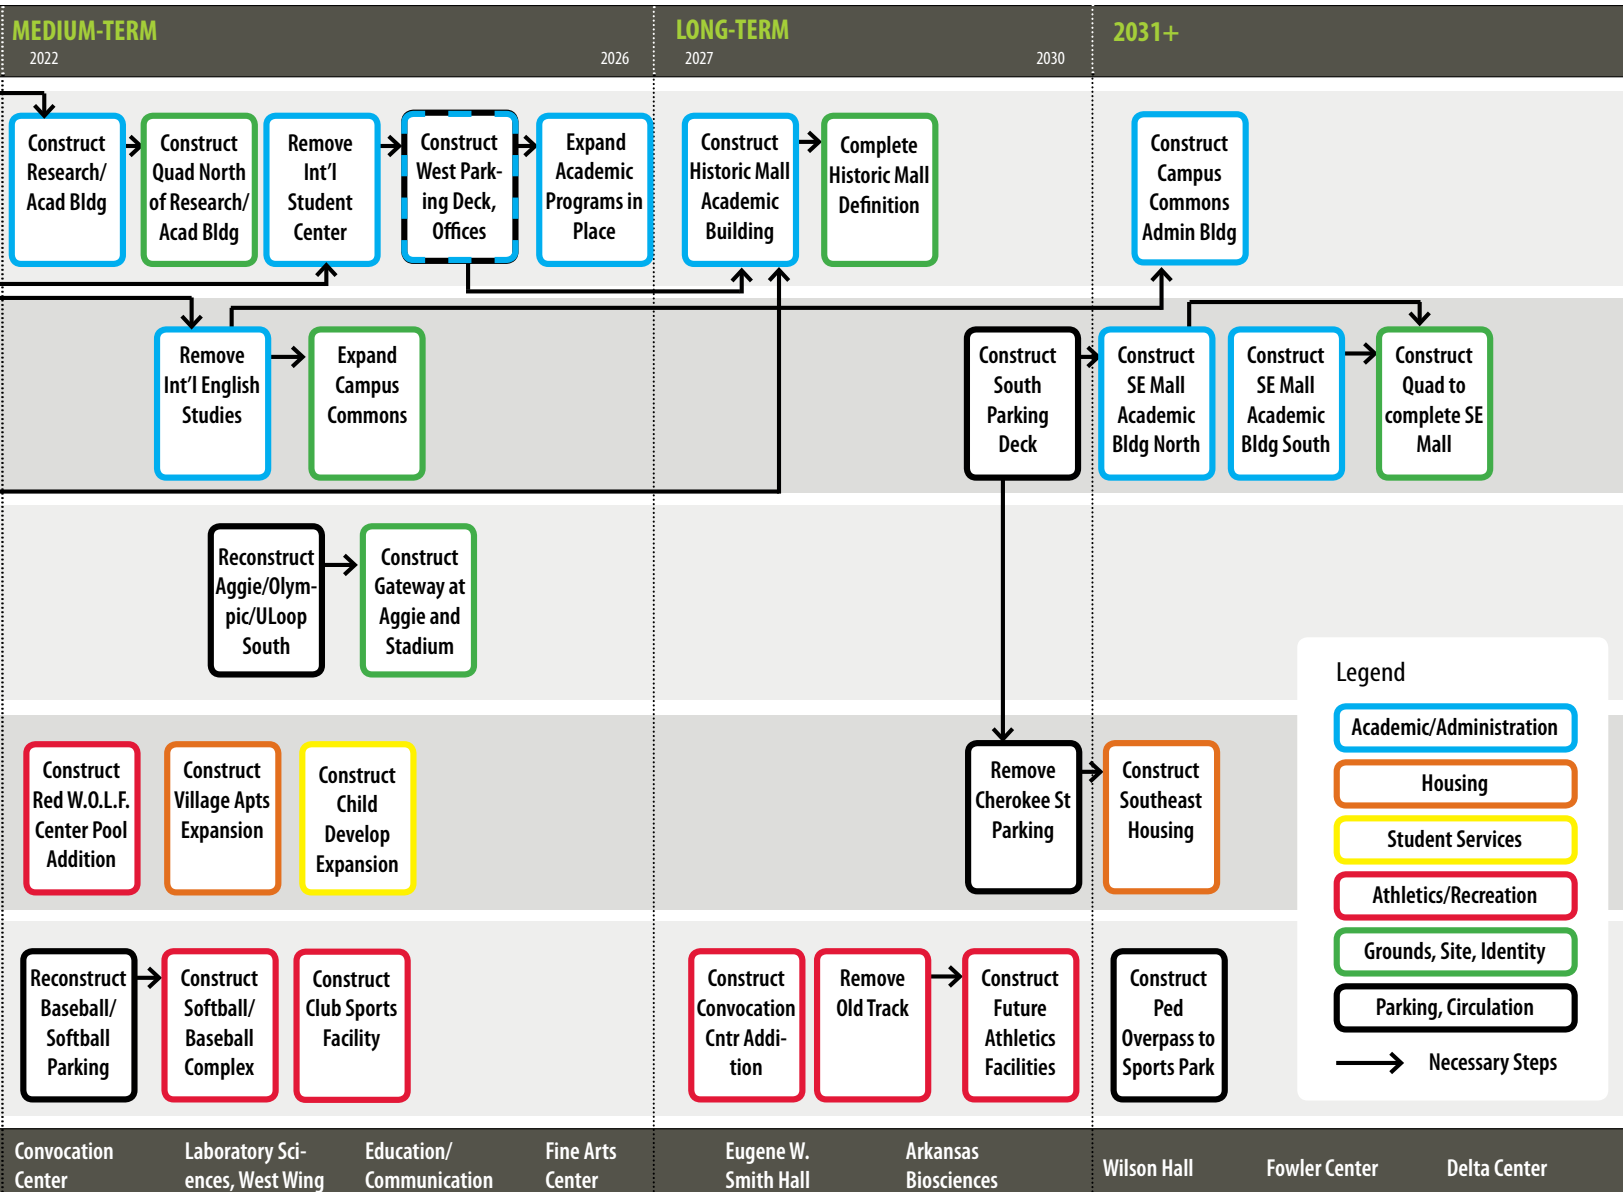 MEDIUM-TERM
2022
2026
LONG-TERM
2027
2030
2031+
Construct
Research/
Acad Bldg
Construct
Quad North
of Research/
Acad Bldg
Remove
Int'l
Student
Center
Construct
West Park-
ing Deck,
Offices
Expand
Academic
Programs in
Place
Construct
Historic Mall
Academic
Building
Complete
Historic Mall
Definition
Construct
Campus
Commons
Admin Bldg
Remove
Int'l English
Studies
Expand
Campus
Commons
Construct
South
Parking
Deck
Construct
SE Mall
Academic
Bldg North
Construct
SE Mall
Academic
Bldg South
Construct
Quad to
complete SE
Mall
Reconstruct
Aggie/Olym-
pic/ULoop
South
Construct
Gateway at
Aggie and
Stadium
Construct
Red W.O.L.F.
Center Pool
Addition
Construct
Village Apts
Expansion
Construct
Child
Develop
Expansion
Remove
Cherokee St
Parking
Construct
Southeast
Housing
Reconstruct
Baseball/
Softball
Parking
Construct
Softball/
Baseball
Complex
Construct
Club Sports
Facility
Construct
Convocation
Cntr Addi-
tion
Remove
Old Track
Construct
Future
Athletics
Facilities
Construct
Ped
Overpass to
Sports Park
Legend
Academic/Administration
Housing
Student Services
Athletics/Recreation
Grounds, Site, Identity
Parking, Circulation
Necessary Steps
Convocation
Center
Laboratory Sci-
ences, West Wing
Education/
Communication
Fine Arts
Center
Eugene W.
Smith Hall
Arkansas
Biosciences
Wilson Hall
Fowler Center
Delta Center